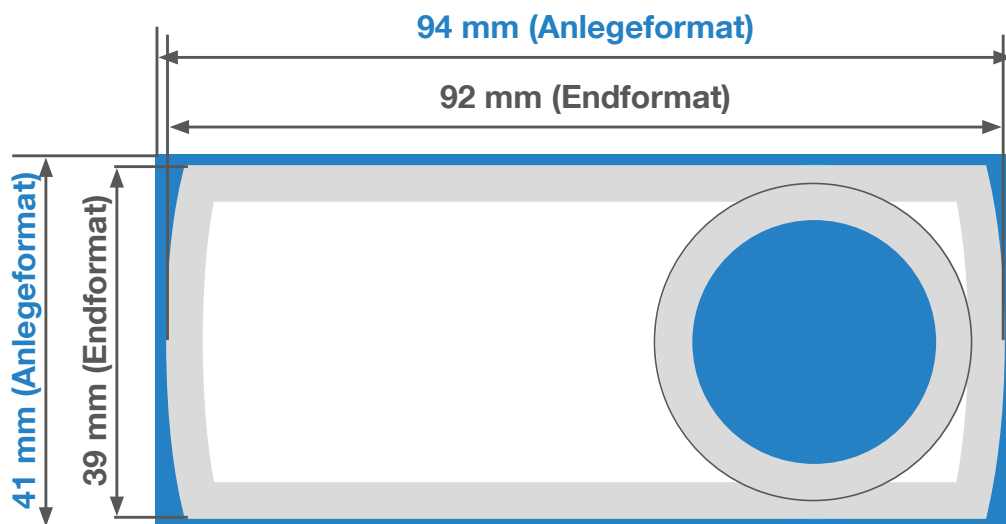 94 mm (Anlegeformat)
92 mm (Endformat)
41 mm (Anlegeformat)
39 mm (Endformat)